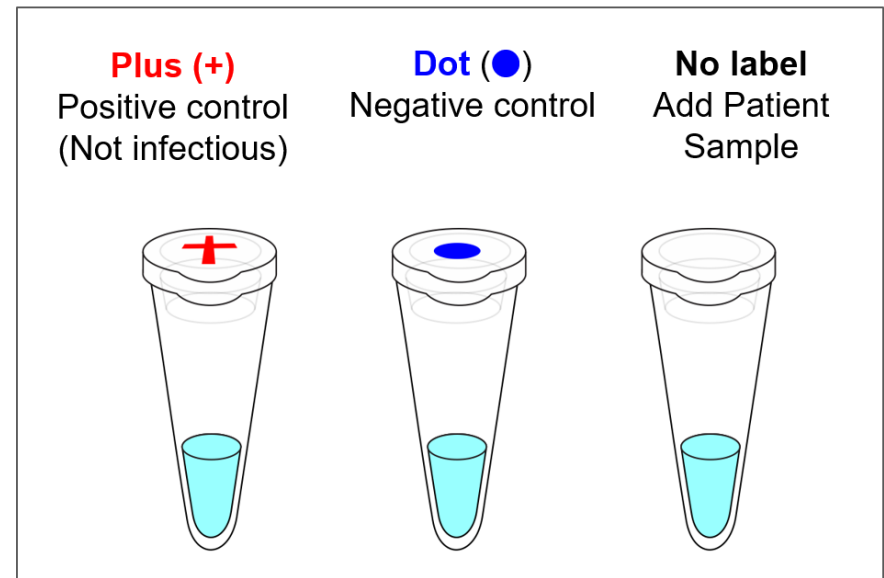 Plus (+)
Positive control
(Not infectious)
Dot (●)
Negative control
No label
Add Patient
Sample